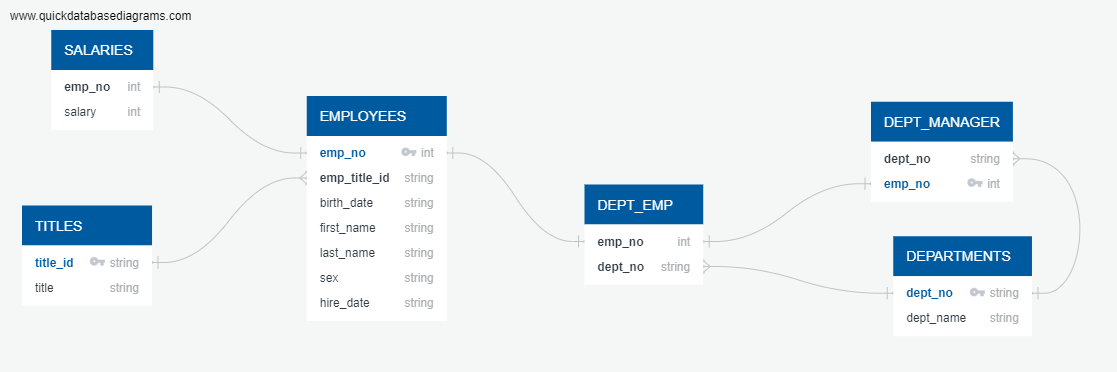 www.quickdatabasediagrams.com
SALARIES
emp_no int
salary int
EMPLOYEES
emp_no int
emp_title_id string
birth_date string
first_name string
last_name string
sex string
hire_date string
TITLES
title_id string
title string
DEPT_EMP
emp_no int
dept_no string
DEPT_MANAGER
dept_no string
emp_no int
DEPARTMENTS
dept_no string
dept_name string